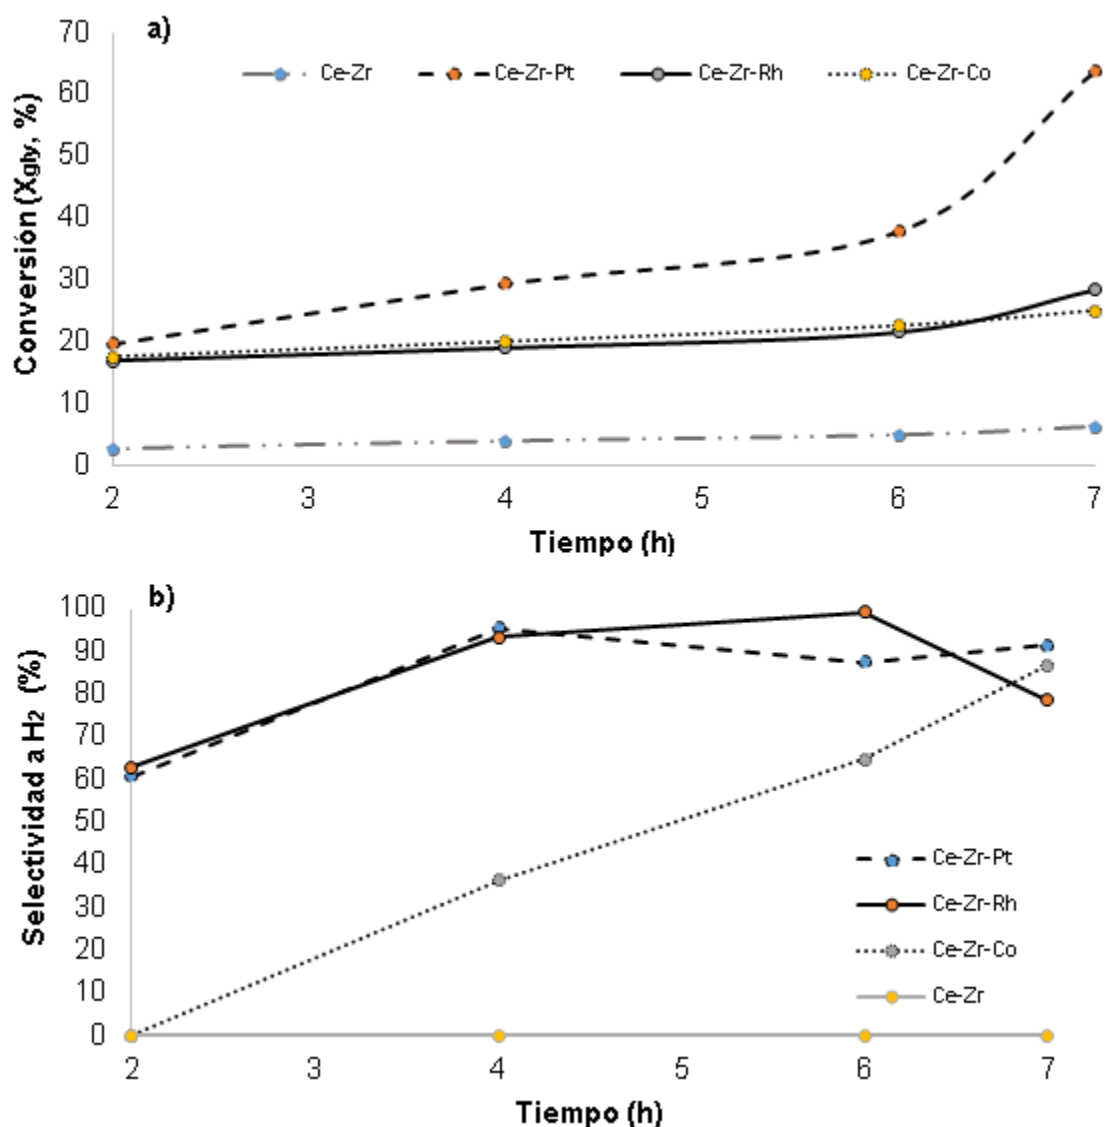 a)
Ce-Zr Ce-Zr-Pt Ce-Zr-Rh Ce-Zr-Co
Conversión (Xgly, %)
70
60
50
40
30
20
10
0
2 3 4 5 6 7
Tiempo (h)
b)
Selectividad a H2 (%)
100
90
80
70
60
50
40
30
20
10
0
Ce-Zr-Pt
Ce-Zr-Rh
Ce-Zr-Co
Ce-Zr
2 3 4 5 6 7
Tiempo (h)